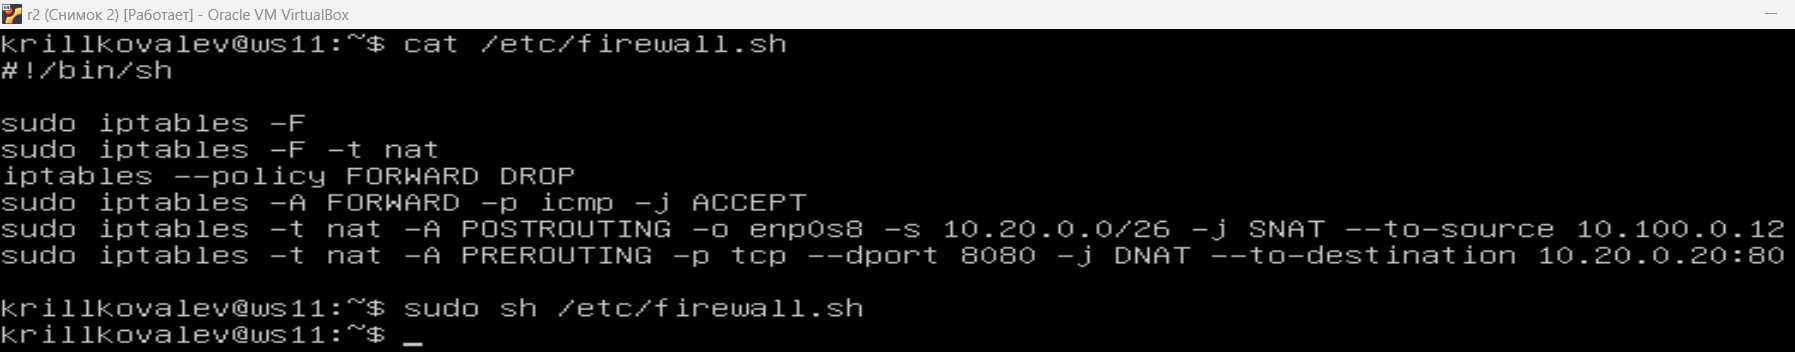 r2 (Снимок 2) [Работает] - Oracle VM VirtualBox
krillkovalev@ws11:~$ cat /etc/firewall.sh
#!/bin/sh
sudo iptables -F
sudo iptables -F -t nat
iptables --policy FORWARD DROP
sudo iptables -A FORWARD -p icmp -j ACCEPT
sudo iptables -t nat -A POSTROUTING -o enp0s8 -s 10.20.0.0/26 -j SNAT --to-source 10.100.0.12
sudo iptables -t nat -A PREROUTING -p tcp --dport 8080 -j DNAT --to-destination 10.20.0.20:80
krillkovalev@ws11:~$ sudo sh /etc/firewall.sh
krillkovalev@ws11:~$ _